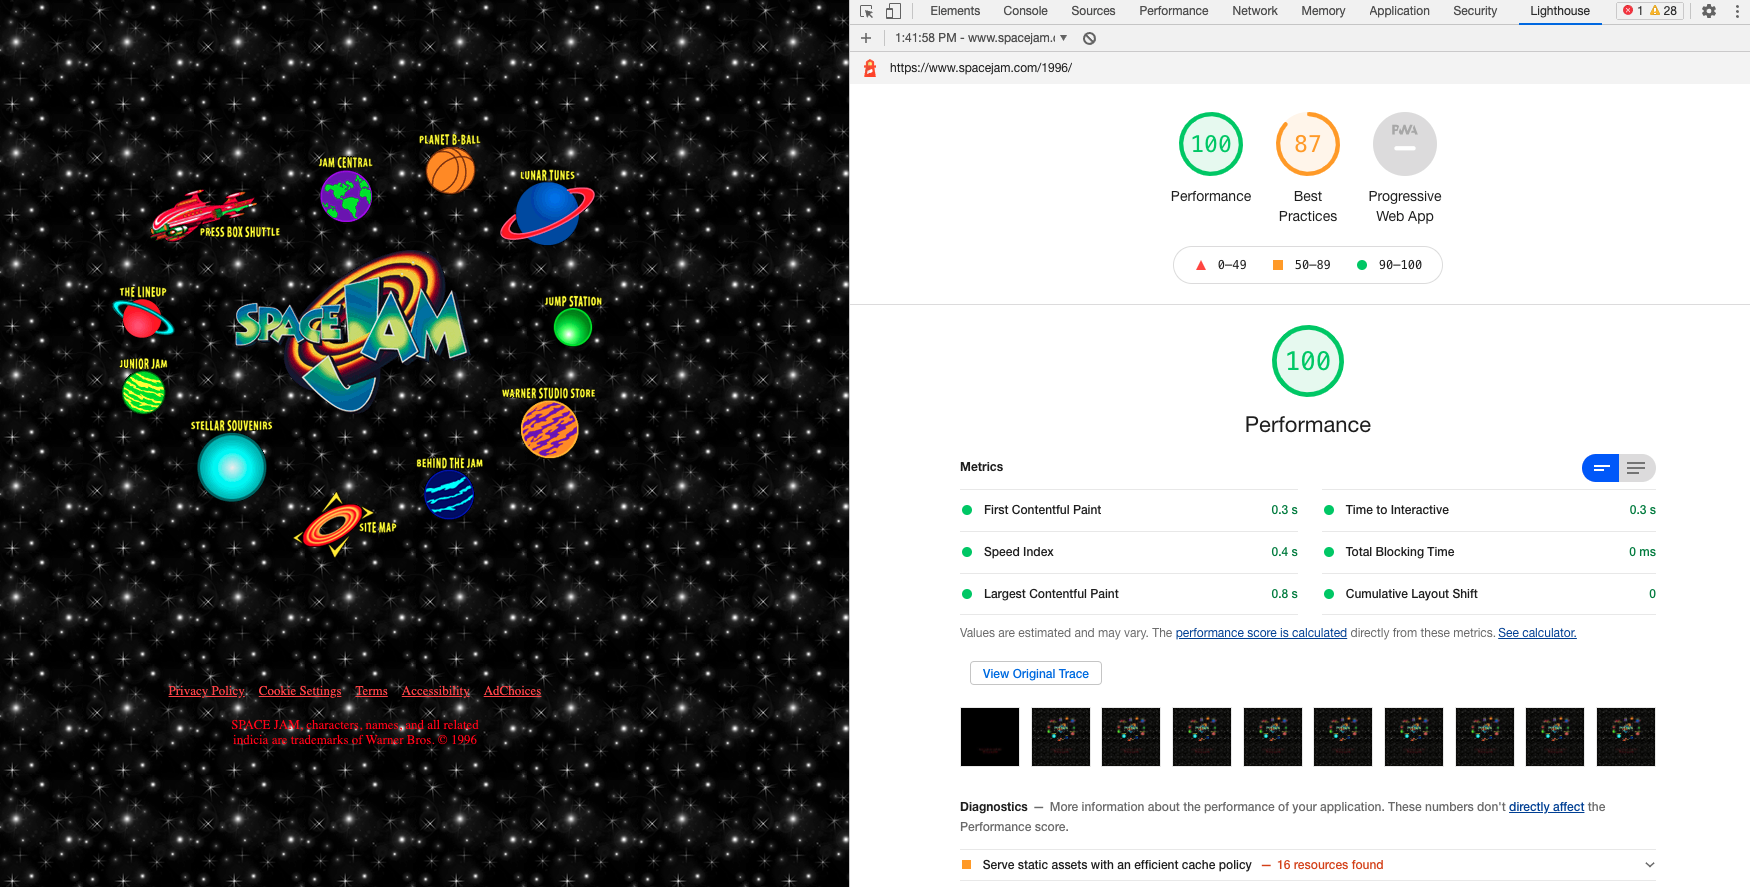 PLANET B-BALL
JAM CENTRAL
LUNAR TUNES
PRESS BOX SHUTTLE
THE LINEUP
JUMP STATION
SPACE JAM
JUNIOR JAM
WARNER STUDIO STORE
STELLAR SOUVENIRS
BEHIND THE JAM
SITE MAP
Privacy Policy Cookie Settings Terms Accessibility AdChoices
SPACE JAM, characters, names, and all related
indicia are trademarks of Warner Bros. © 1996
Elements Console Sources Performance Network Memory Application Security Lighthouse 1 28
1:41:58 PM - www.spacejam.
https://www.spacejam.com/1996/
100 87 PWA
Performance Best Practices Progressive Web App
0–49 50–89 90–100
100
Performance
Metrics
First Contentful Paint 0.3 s Time to Interactive 0.3 s
Speed Index 0.4 s Total Blocking Time 0 ms
Largest Contentful Paint 0.8 s Cumulative Layout Shift 0
Values are estimated and may vary. The performance score is calculated directly from these metrics. See calculator.
View Original Trace
Diagnostics — More information about the performance of your application. These numbers don't directly affect the
Performance score.
Serve static assets with an efficient cache policy — 16 resources found